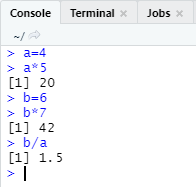 Console Terminal × Jobs ×
~/
> a=4
> a*5
[1] 20
> b=6
> b*7
[1] 42
> b/a
[1] 1.5
>